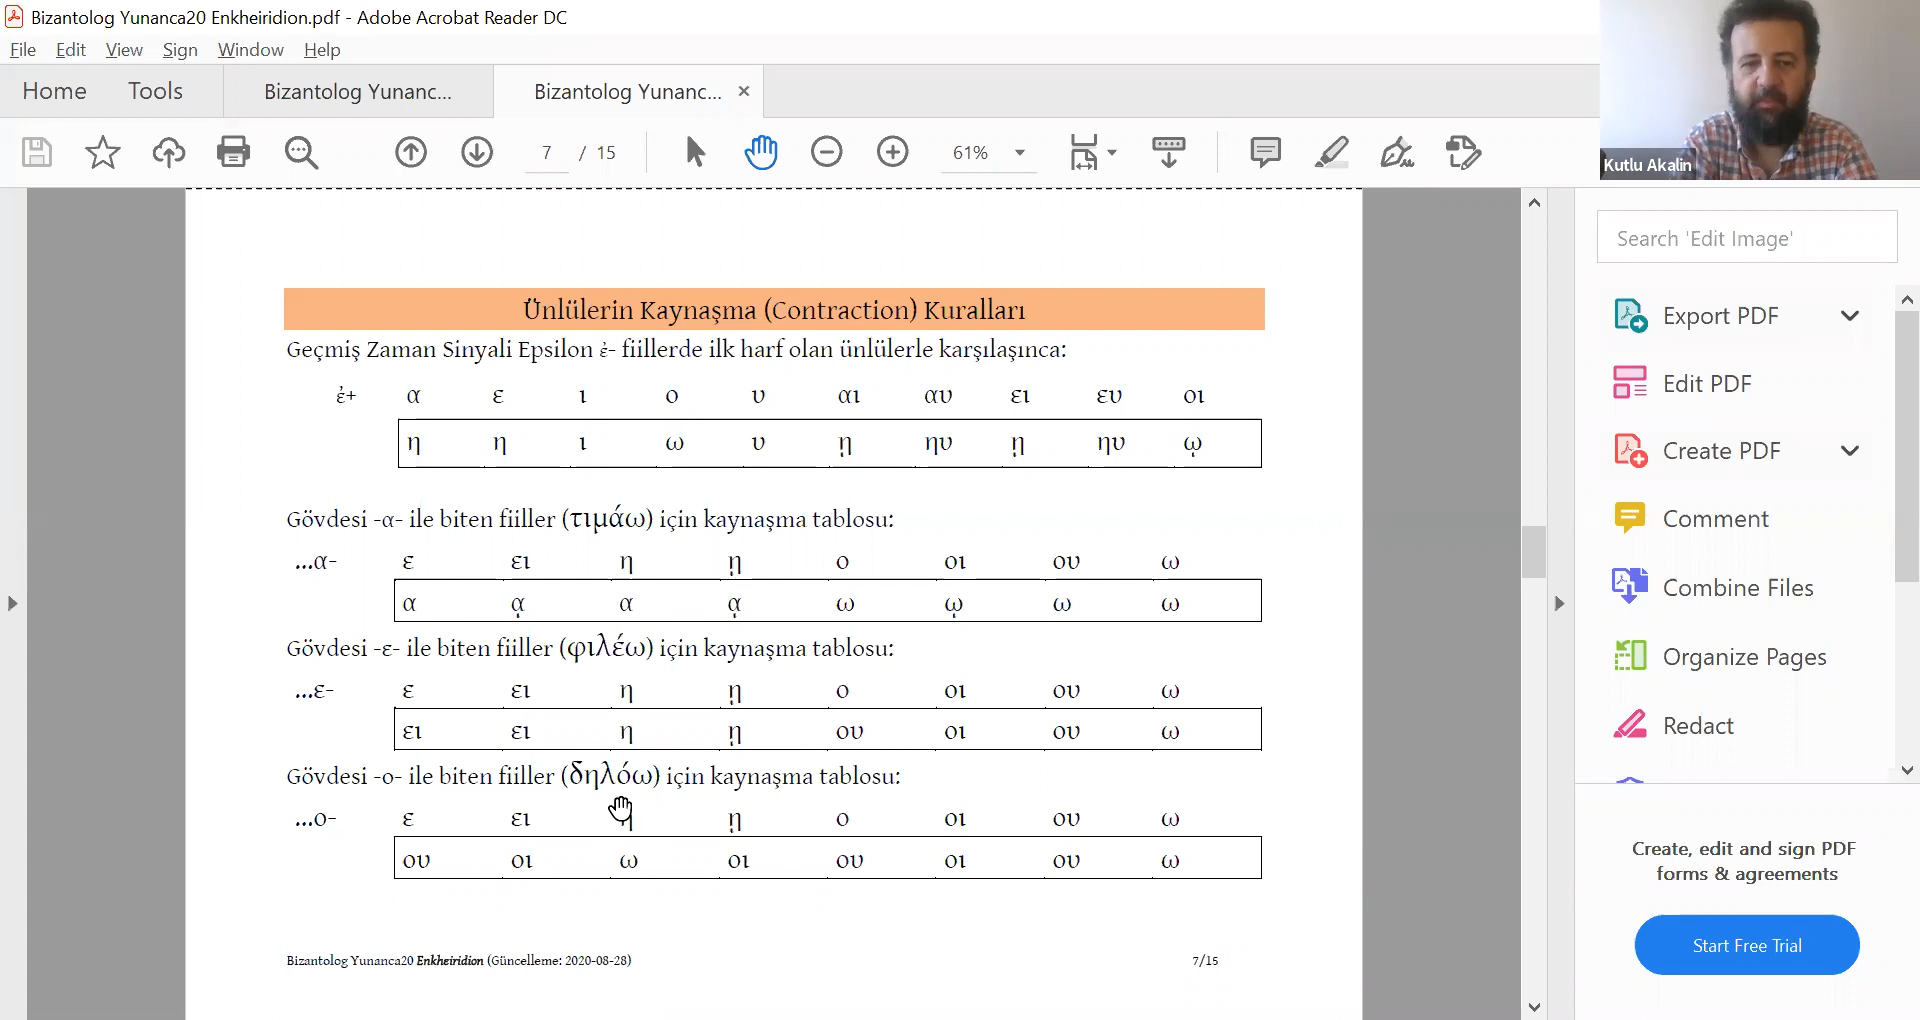 Bizantolog Yunanca20 Enkheiridion.pdf - Adobe Acrobat Reader DC
File Edit View Sign Window Help
Home Tools Bizantolog Yunanc... Bizantolog Yunanc... ×
7 / 15 61%
Kutlu Akalin
Ünlülerin Kaynaşma (Contraction) Kuralları
Geçmiş Zaman Sinyali Epsilon ἐ- fiillerde ilk harf olan ünlülerle karşılaşınca:
ἐ+ α ε ι ο υ αι αυ ει ευ οι
η η ι ω υ ῃ ηυ ῃ ηυ ῳ
Gövdesi -α- ile biten fiiller (τιμάω) için kaynaşma tablosu:
...α- ε ει η ῃ ο οι ου ω
α ᾳ α ᾳ ω ῳ ω ω
Gövdesi -ε- ile biten fiiller (φιλέω) için kaynaşma tablosu:
...ε- ε ει η ῃ ο οι ου ω
ει ει η ῃ ου οι ου ω
Gövdesi -ο- ile biten fiiller (δηλόω) için kaynaşma tablosu:
...ο- ε ει η ῃ ο οι ου ω
ου οι ω οι ου οι ου ω
Bizantolog Yunanca20 Enkheiridion (Güncelleme: 2020-08-28) 7/15
Search 'Edit Image'
Export PDF
Edit PDF
Create PDF
Comment
Combine Files
Organize Pages
Redact
Create, edit and sign PDF
forms & agreements
Start Free Trial